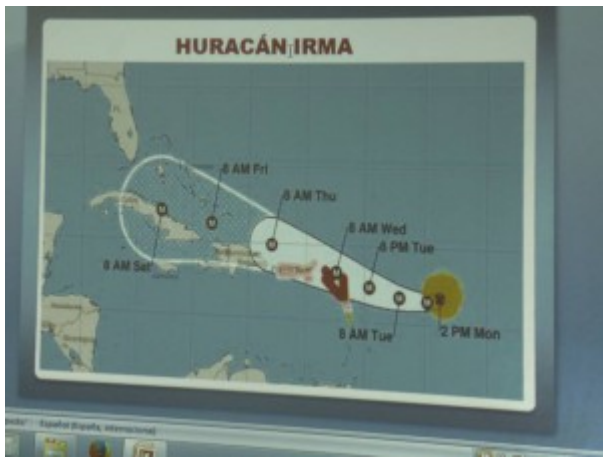 HURACÁN IRMA
8 AM Fri
8 AM Thu
8 AM Wed
8 PM Tue
8 AM Sat
8 AM Tue
2 PM Mon
M
M
M
M
M
M
M
Español (España, internacional)